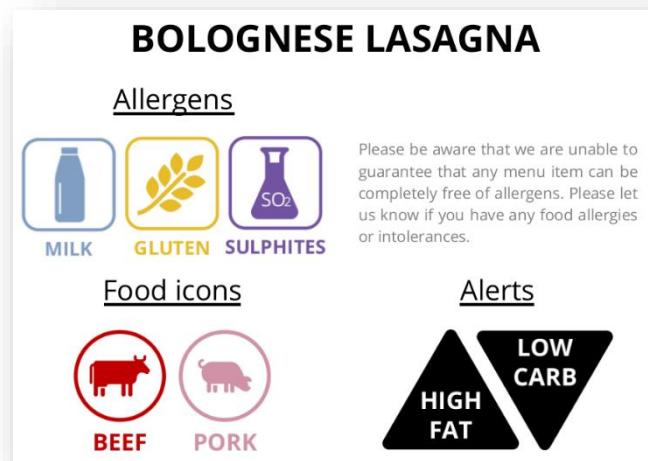 BOLOGNESE LASAGNA
Allergens
SO2
MILK
GLUTEN
SULPHITES
Please be aware that we are unable to
guarantee that any menu item can be
completely free of allergens. Please let
us know if you have any food allergies
or intolerances.
Food icons
BEEF
PORK
Alerts
HIGH
FAT
LOW
CARB